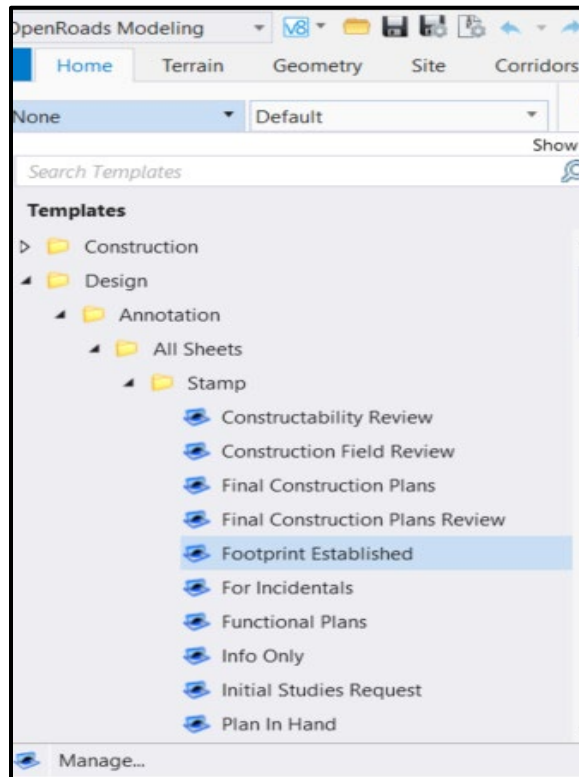 OpenRoads Modeling
Home Terrain Geometry Site Corridors
None Default
Show
Search Templates
Templates
Construction
Design
Annotation
All Sheets
Stamp
Constructability Review
Construction Field Review
Final Construction Plans
Final Construction Plans Review
Footprint Established
For Incidentals
Functional Plans
Info Only
Initial Studies Request
Plan In Hand
Manage...